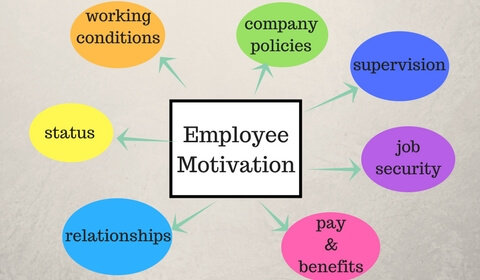 working
conditions
company
policies
supervision
status
Employee
Motivation
job
security
relationships
pay
&
benefits